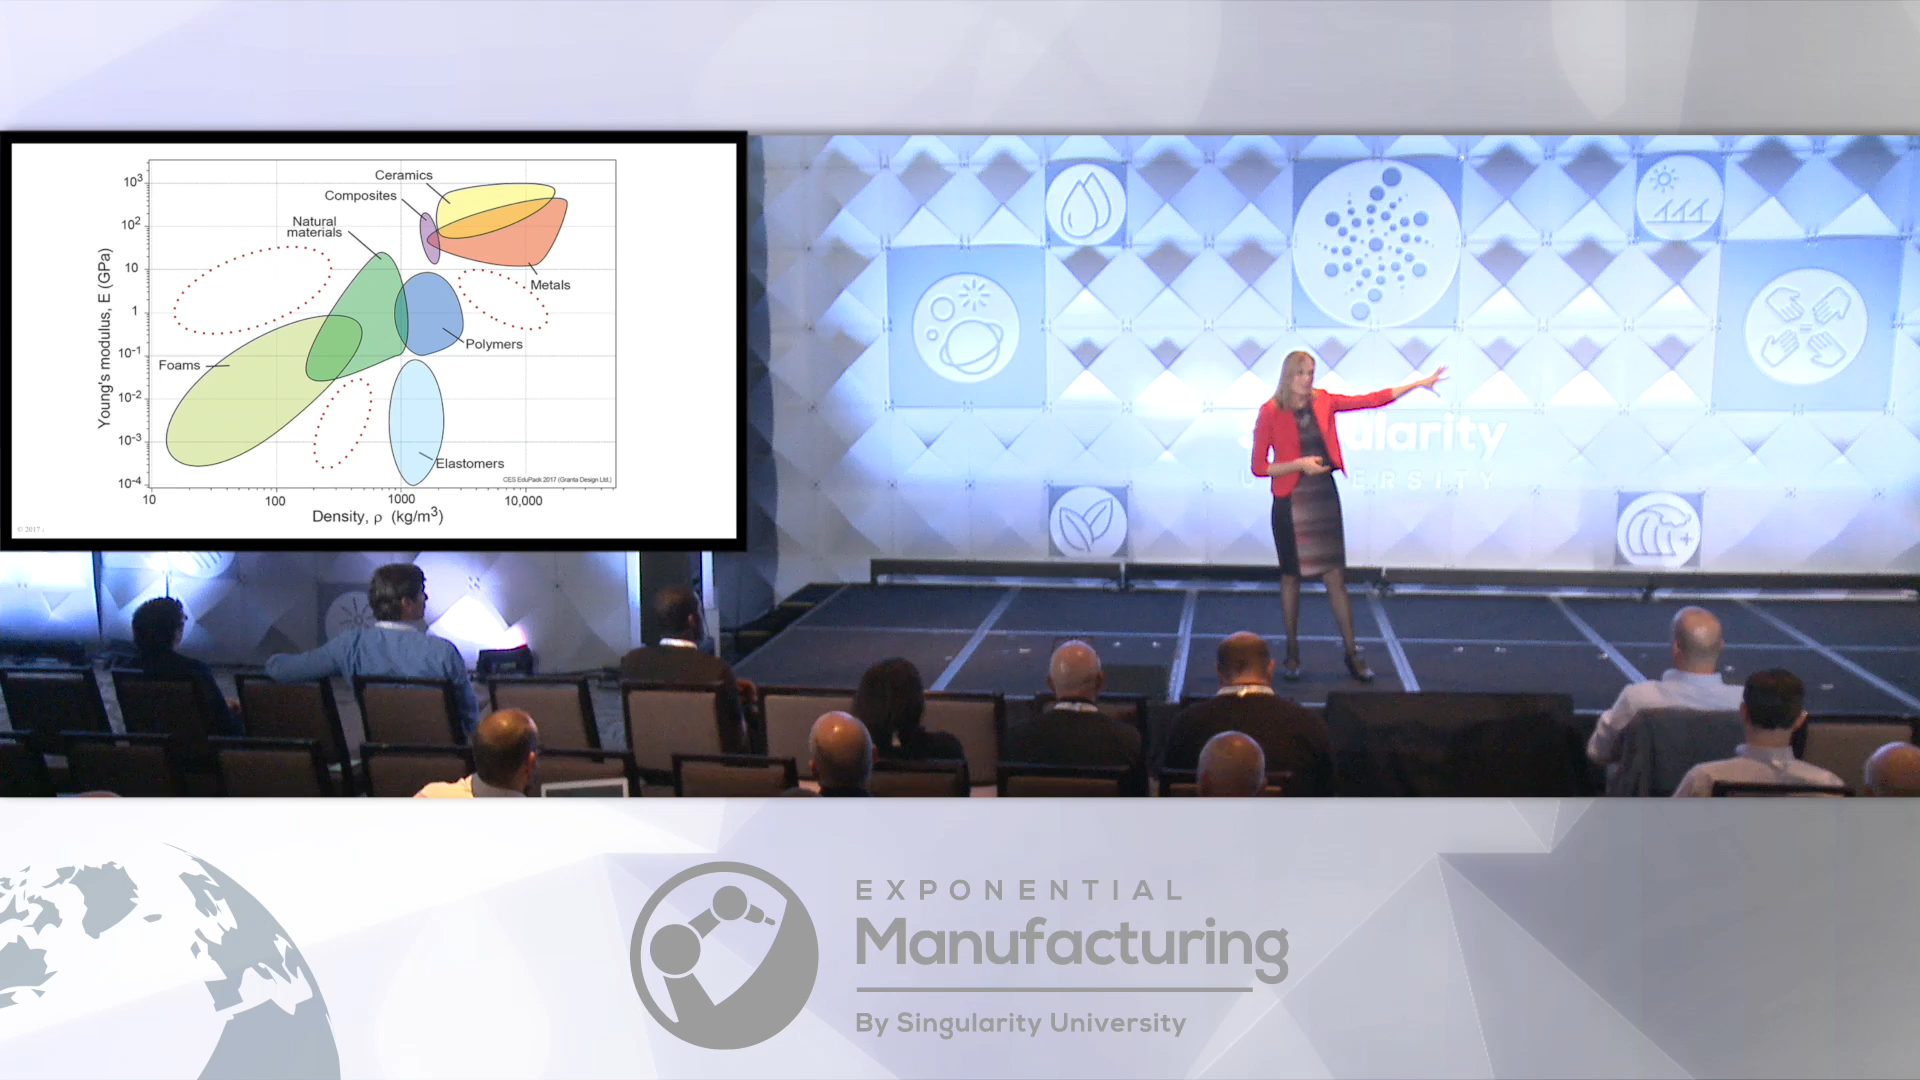 Ceramics
Composites
Natural
materials
Metals
Polymers
Foams
Elastomers
Young's modulus, E (GPa)
10³
10²
10
1
10⁻¹
10⁻²
10⁻³
10⁻⁴
10
100
1000
10,000
Density, ρ (kg/m³)
CES EduPack 2017 (Granta Design Ltd.)
© 2017
EXPONENTIAL
Manufacturing
By Singularity University